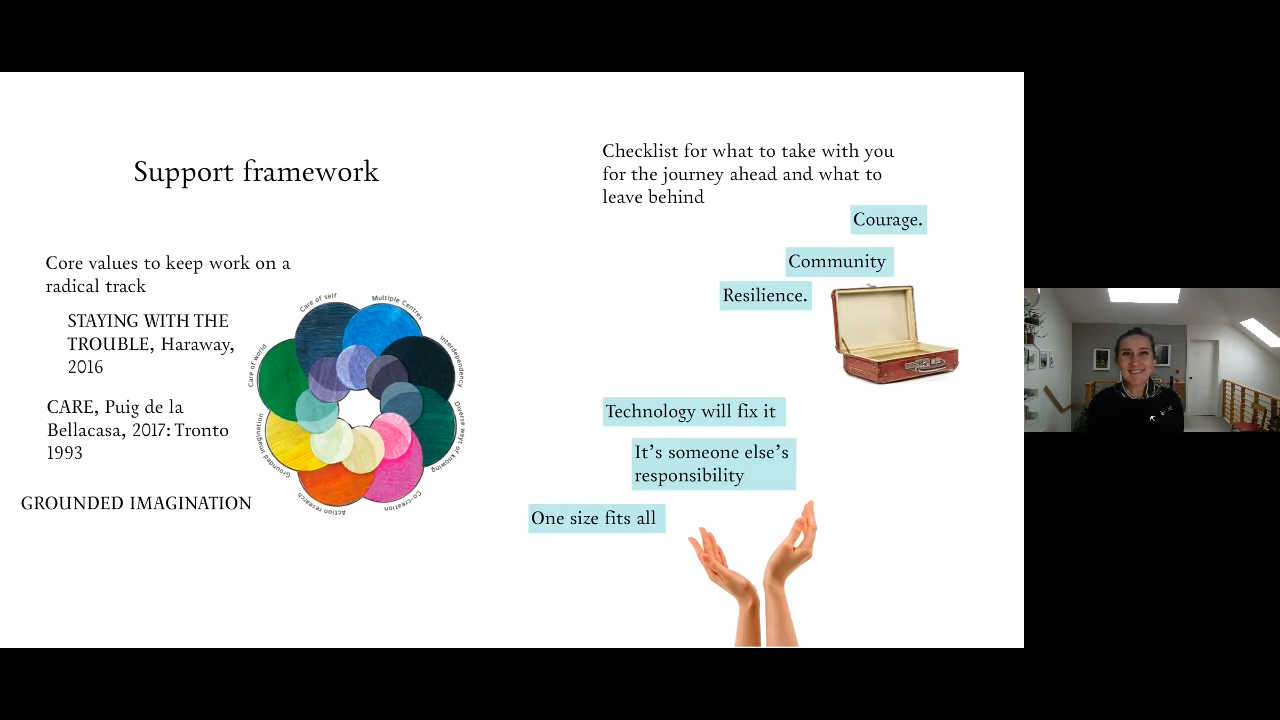 Support framework
Core values to keep work on a
radical track
STAYING WITH THE
TROUBLE, Haraway,
2016
CARE, Puig de la
Bellacasa, 2017: Tronto
1993
GROUNDED IMAGINATION
Care of self
Multiple Centres
Interdependency
Diverse ways of knowing
Co-creation
Action research
Grounded imagination
Care of world
Checklist for what to take with you
for the journey ahead and what to
leave behind
Courage.
Community
Resilience.
Technology will fix it
It's someone else's
responsibility
One size fits all